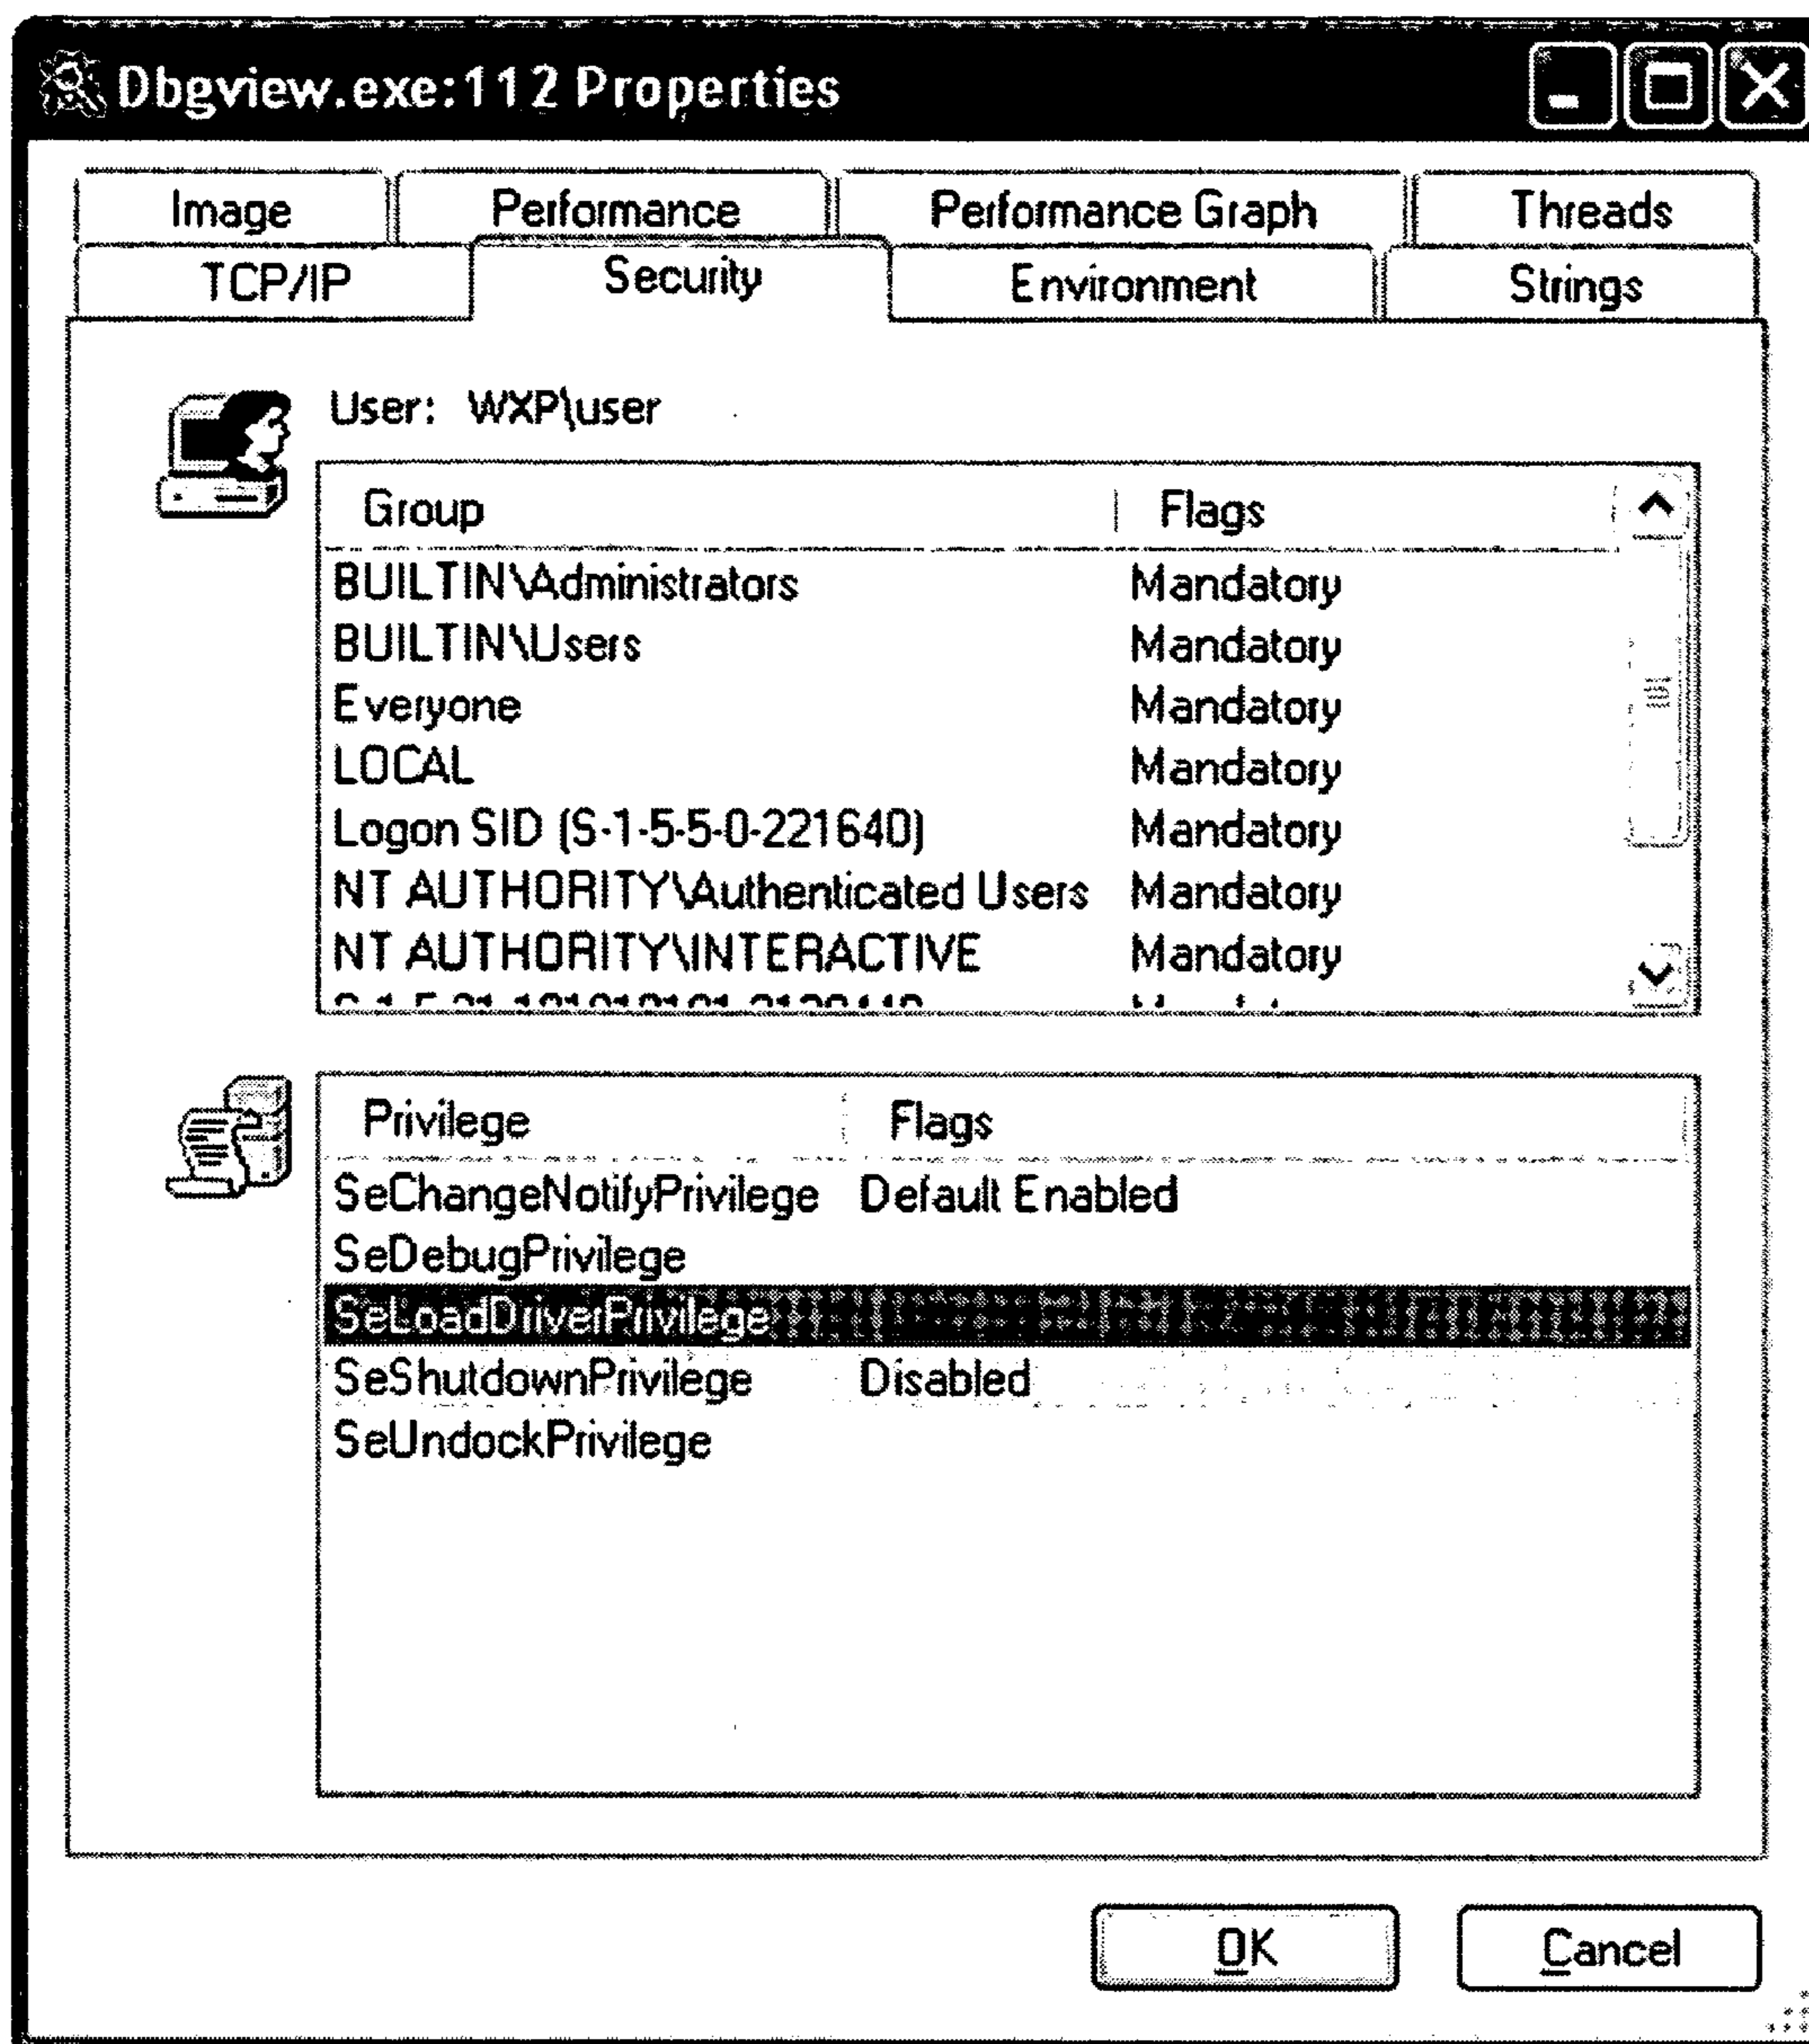 Dbgview.exe:112 Properties
Image Performance Performance Graph Threads
TCP/IP Security Environment Strings
User: WXP\user
Group Flags
BUILTIN\Administrators Mandatory
BUILTIN\Users Mandatory
Everyone Mandatory
LOCAL Mandatory
Logon SID (S-1-5-5-0-221640) Mandatory
NT AUTHORITY\Authenticated Users Mandatory
NT AUTHORITY\INTERACTIVE Mandatory
Privilege Flags
SeChangeNotifyPrivilege Default Enabled
SeDebugPrivilege
SeLoadDriverPrivilege
SeShutdownPrivilege Disabled
SeUndockPrivilege
OK Cancel